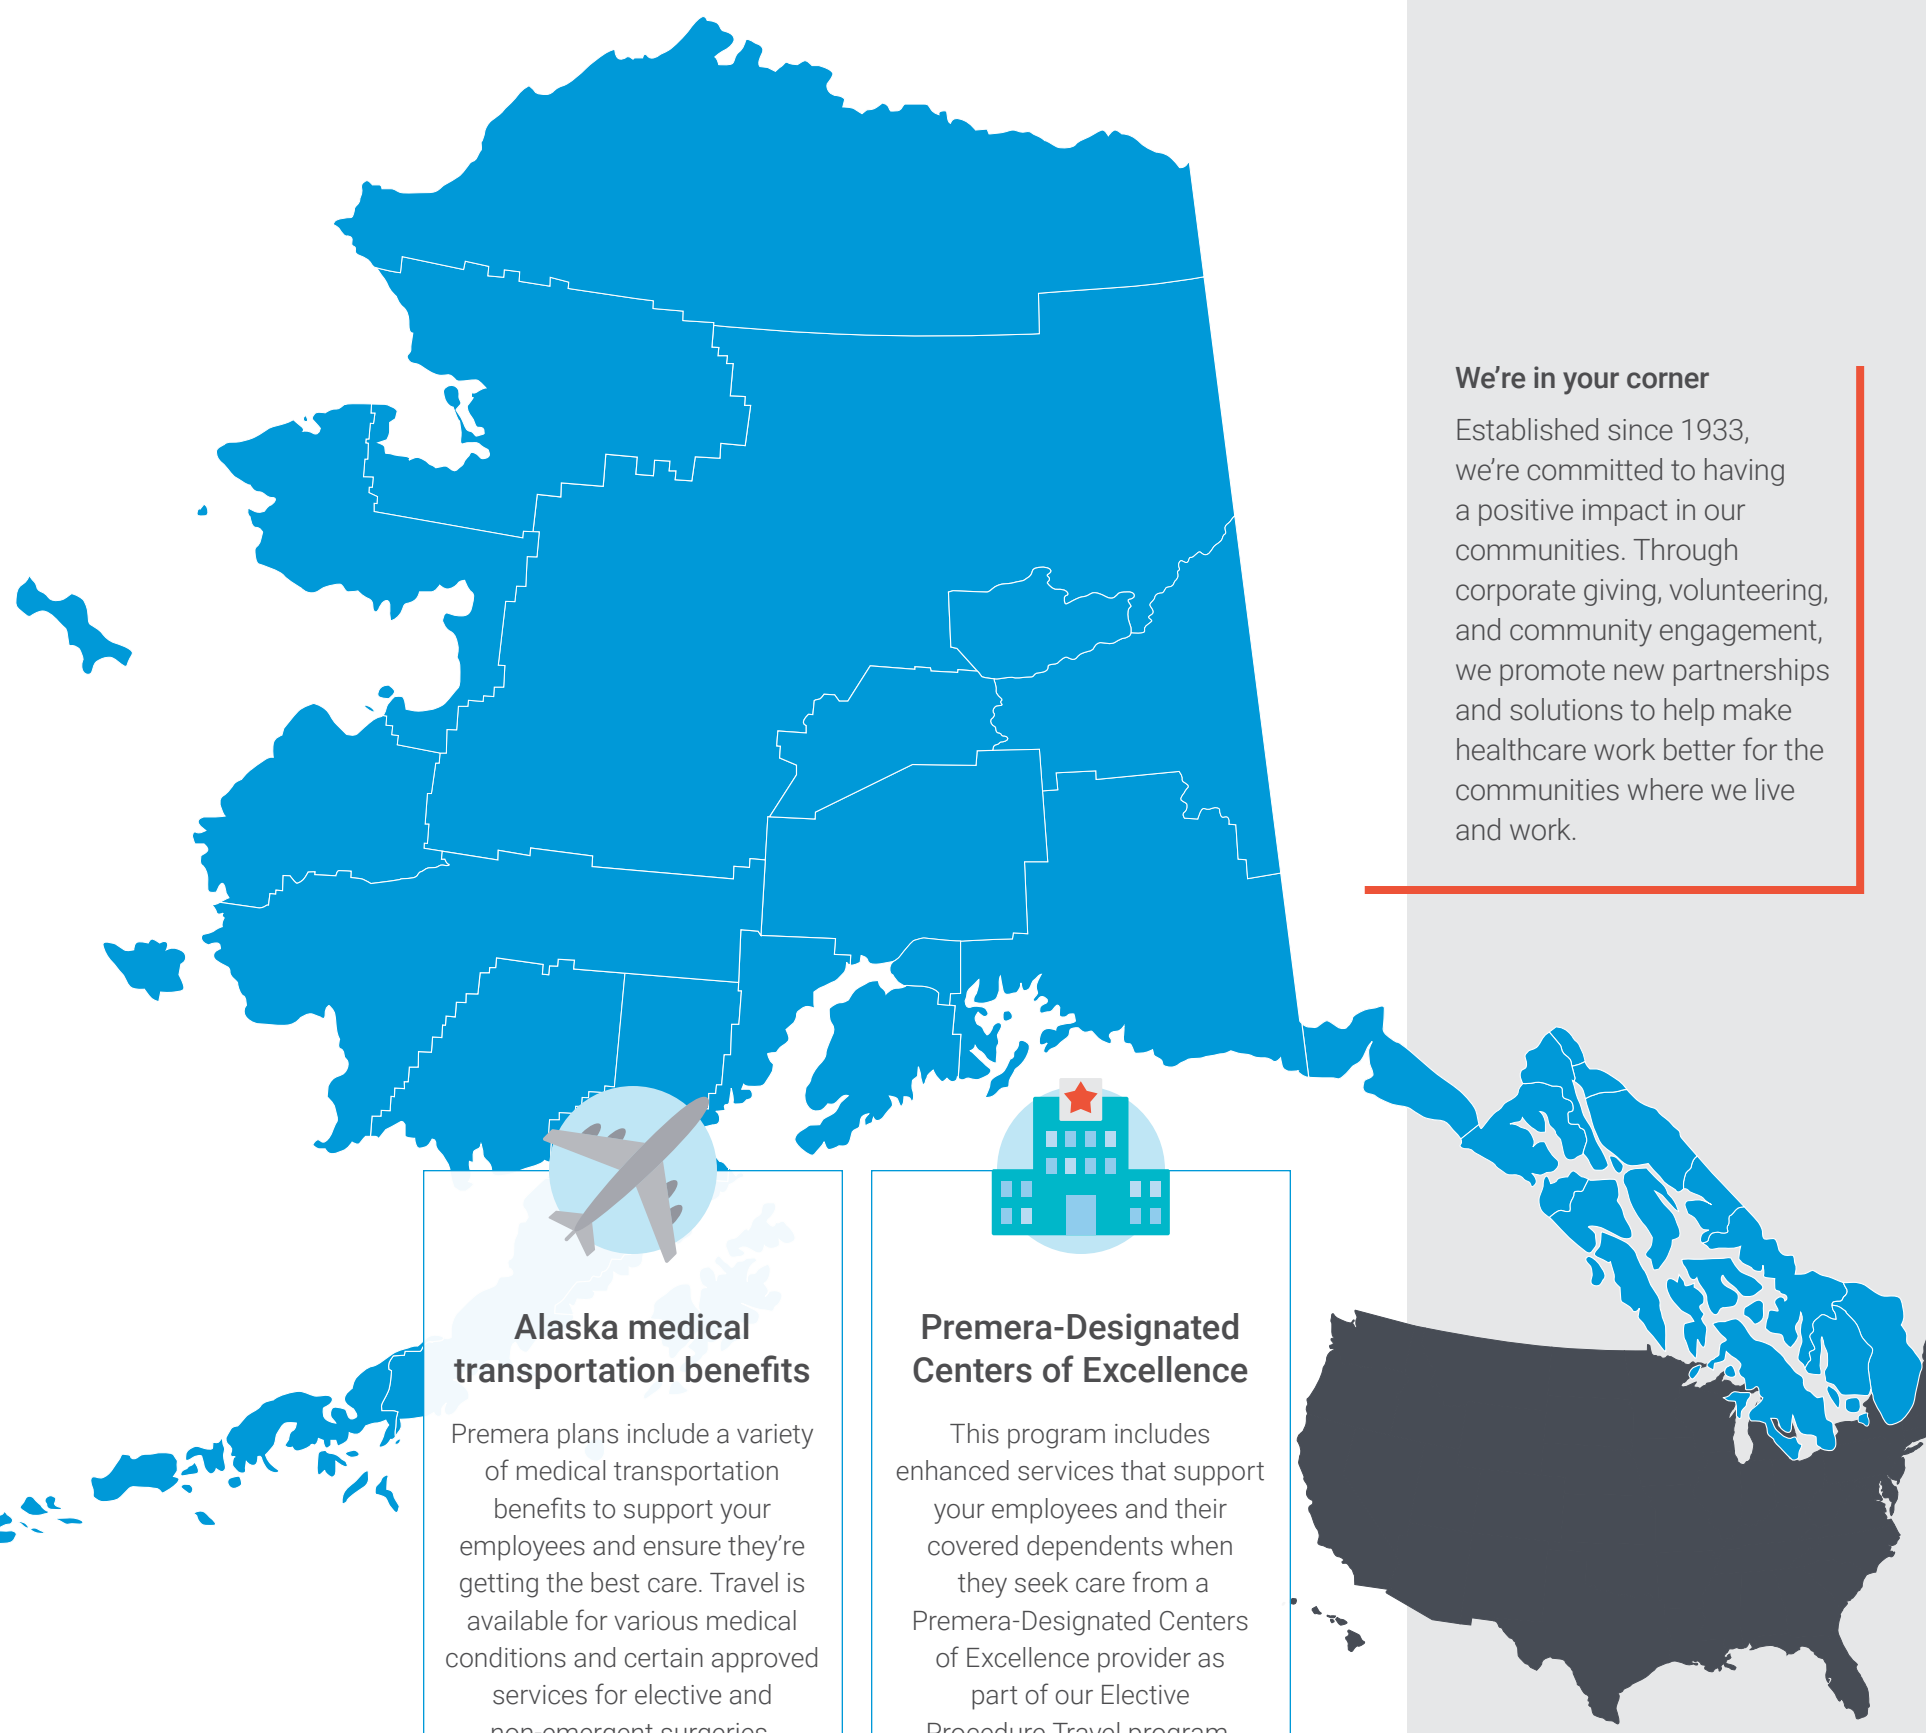 We're in your corner
Established since 1933,
we're committed to having
a positive impact in our
communities. Through
corporate giving, volunteering,
and community engagement,
we promote new partnerships
and solutions to help make
healthcare work better for the
communities where we live
and work.
Alaska medical
transportation benefits
Premera plans include a variety
of medical transportation
benefits to support your
employees and ensure they're
getting the best care. Travel is
available for various medical
conditions and certain approved
services for elective and
non-emergent surgeries
Premera-Designated
Centers of Excellence
This program includes
enhanced services that support
your employees and their
covered dependents when
they seek care from a
Premera-Designated Centers
of Excellence provider as
part of our Elective
Procedure Travel program